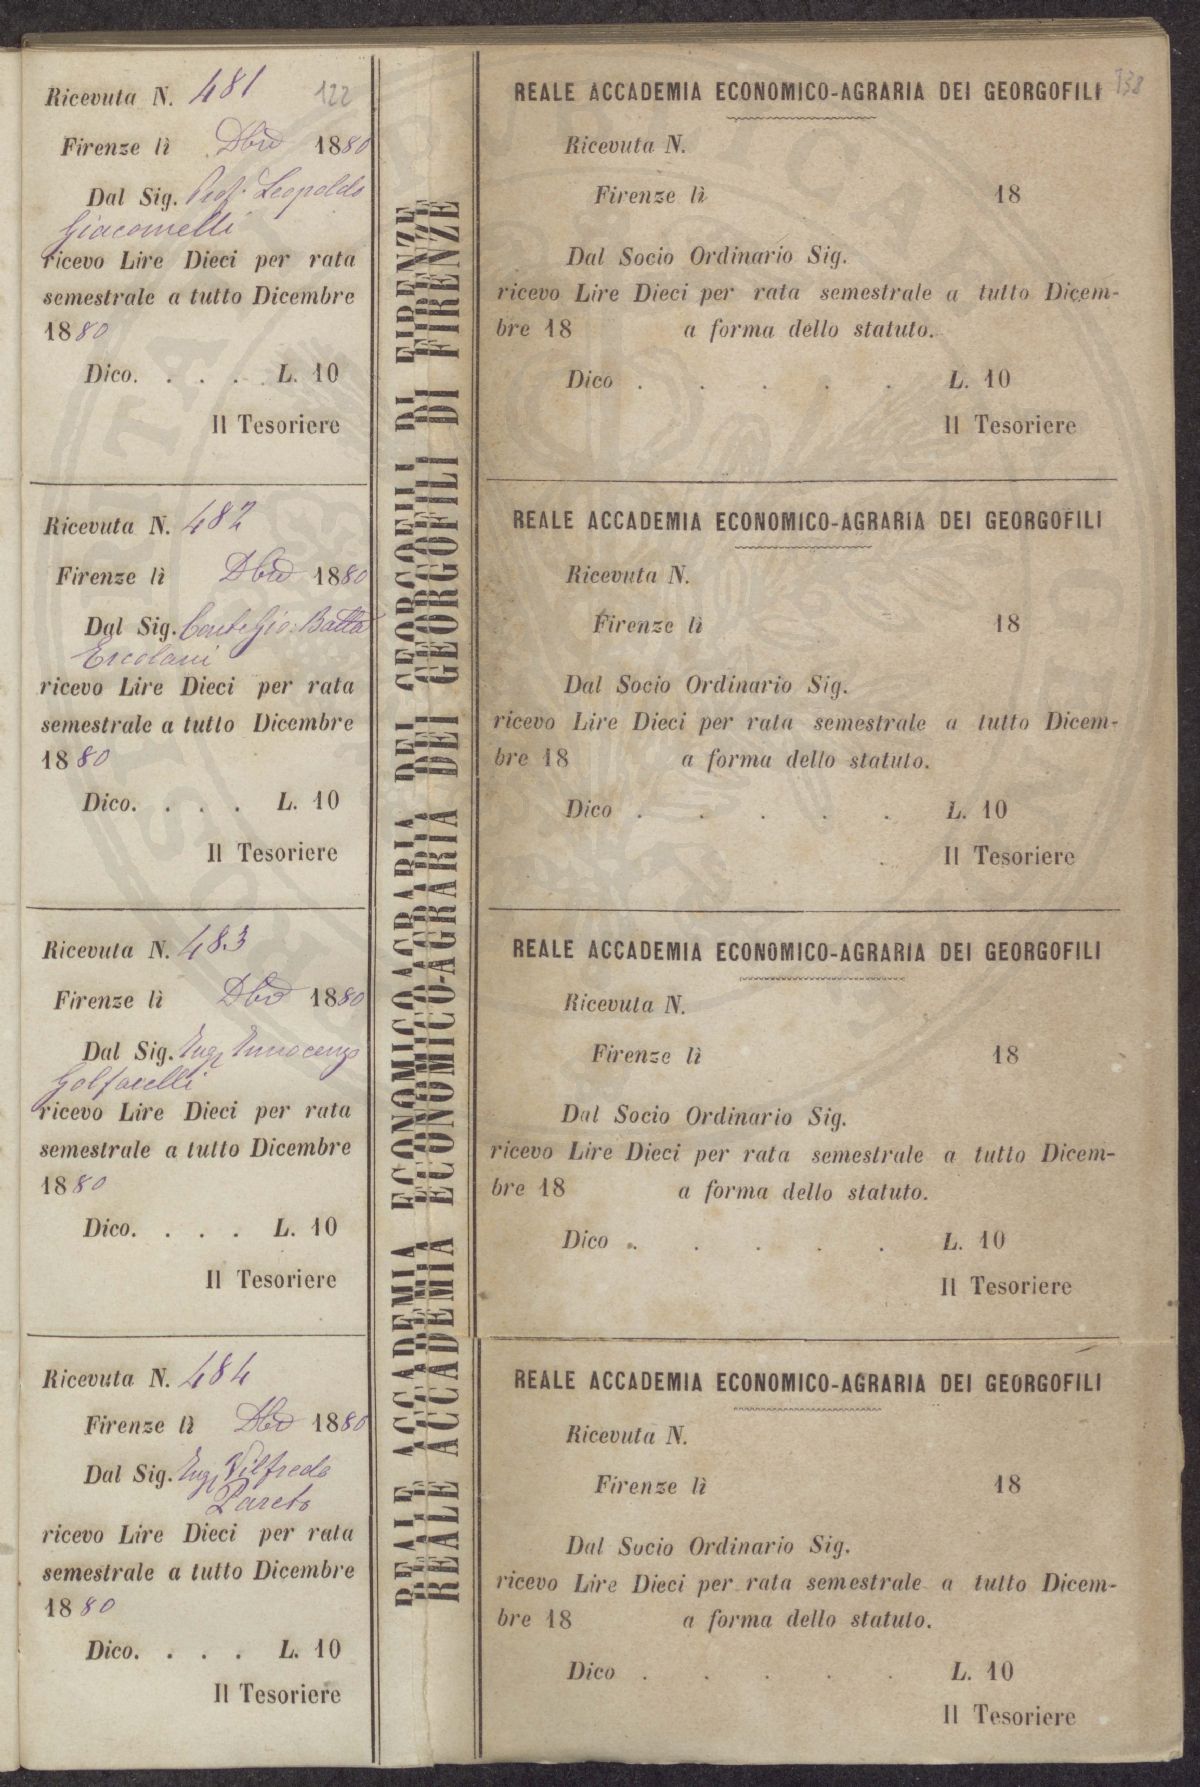 Ricevuta N. 481 122
Firenze lì Dbre 1880
Dal Sig. Prof. Leopoldo
Giacomelli
ricevo Lire Dieci per rata
semestrale a tutto Dicembre
1880
Dico. . . . . L. 10
Il Tesoriere
Ricevuta N. 482
Firenze lì Dbre 1880
Dal Sig. Conte Gio: Batta
Ercolani
ricevo Lire Dieci per rata
semestrale a tutto Dicembre
1880
Dico. . . . L. 10
Il Tesoriere
Ricevuta N. 483
Firenze lì Dbre 1880
Dal Sig. Ing. Innocenzo
Golfarelli
ricevo Lire Dieci per rata
semestrale a tutto Dicembre
1880
Dico. . . . L. 10
Il Tesoriere
Ricevuta N. 484
Firenze lì Dbre 1880
Dal Sig. Ing. Vilfredo
Pareto
ricevo Lire Dieci per rata
semestrale a tutto Dicembre
1880
Dico. . . . L. 10
Il Tesoriere
REALE ACCADEMIA ECONOMICO-AGRARIA DEI GEORGOFILI DI FIRENZE
REALE ACCADEMIA ECONOMICO-AGRARIA DEI GEORGOFILI DI FIRENZE
REALE ACCADEMIA ECONOMICO-AGRARIA DEI GEORGOFILI 138
Ricevuta N.
Firenze lì 18
Dal Socio Ordinario Sig.
ricevo Lire Dieci per rata semestrale a tutto Dicem-
bre 18 a forma dello statuto.
Dico . . . . . L. 10
Il Tesoriere
REALE ACCADEMIA ECONOMICO-AGRARIA DEI GEORGOFILI
Ricevuta N.
Firenze lì 18
Dal Socio Ordinario Sig.
ricevo Lire Dieci per rata semestrale a tutto Dicem-
bre 18 a forma dello statuto.
Dico . . . . . L. 10
Il Tesoriere
REALE ACCADEMIA ECONOMICO-AGRARIA DEI GEORGOFILI
Ricevuta N.
Firenze lì 18
Dal Socio Ordinario Sig.
ricevo Lire Dieci per rata semestrale a tutto Dicem-
bre 18 a forma dello statuto.
Dico . . . . . L. 10
Il Tesoriere
REALE ACCADEMIA ECONOMICO-AGRARIA DEI GEORGOFILI
Ricevuta N.
Firenze lì 18
Dal Socio Ordinario Sig.
ricevo Lire Dieci per rata semestrale a tutto Dicem-
bre 18 a forma dello statuto.
Dico . . . . . L. 10
Il Tesoriere